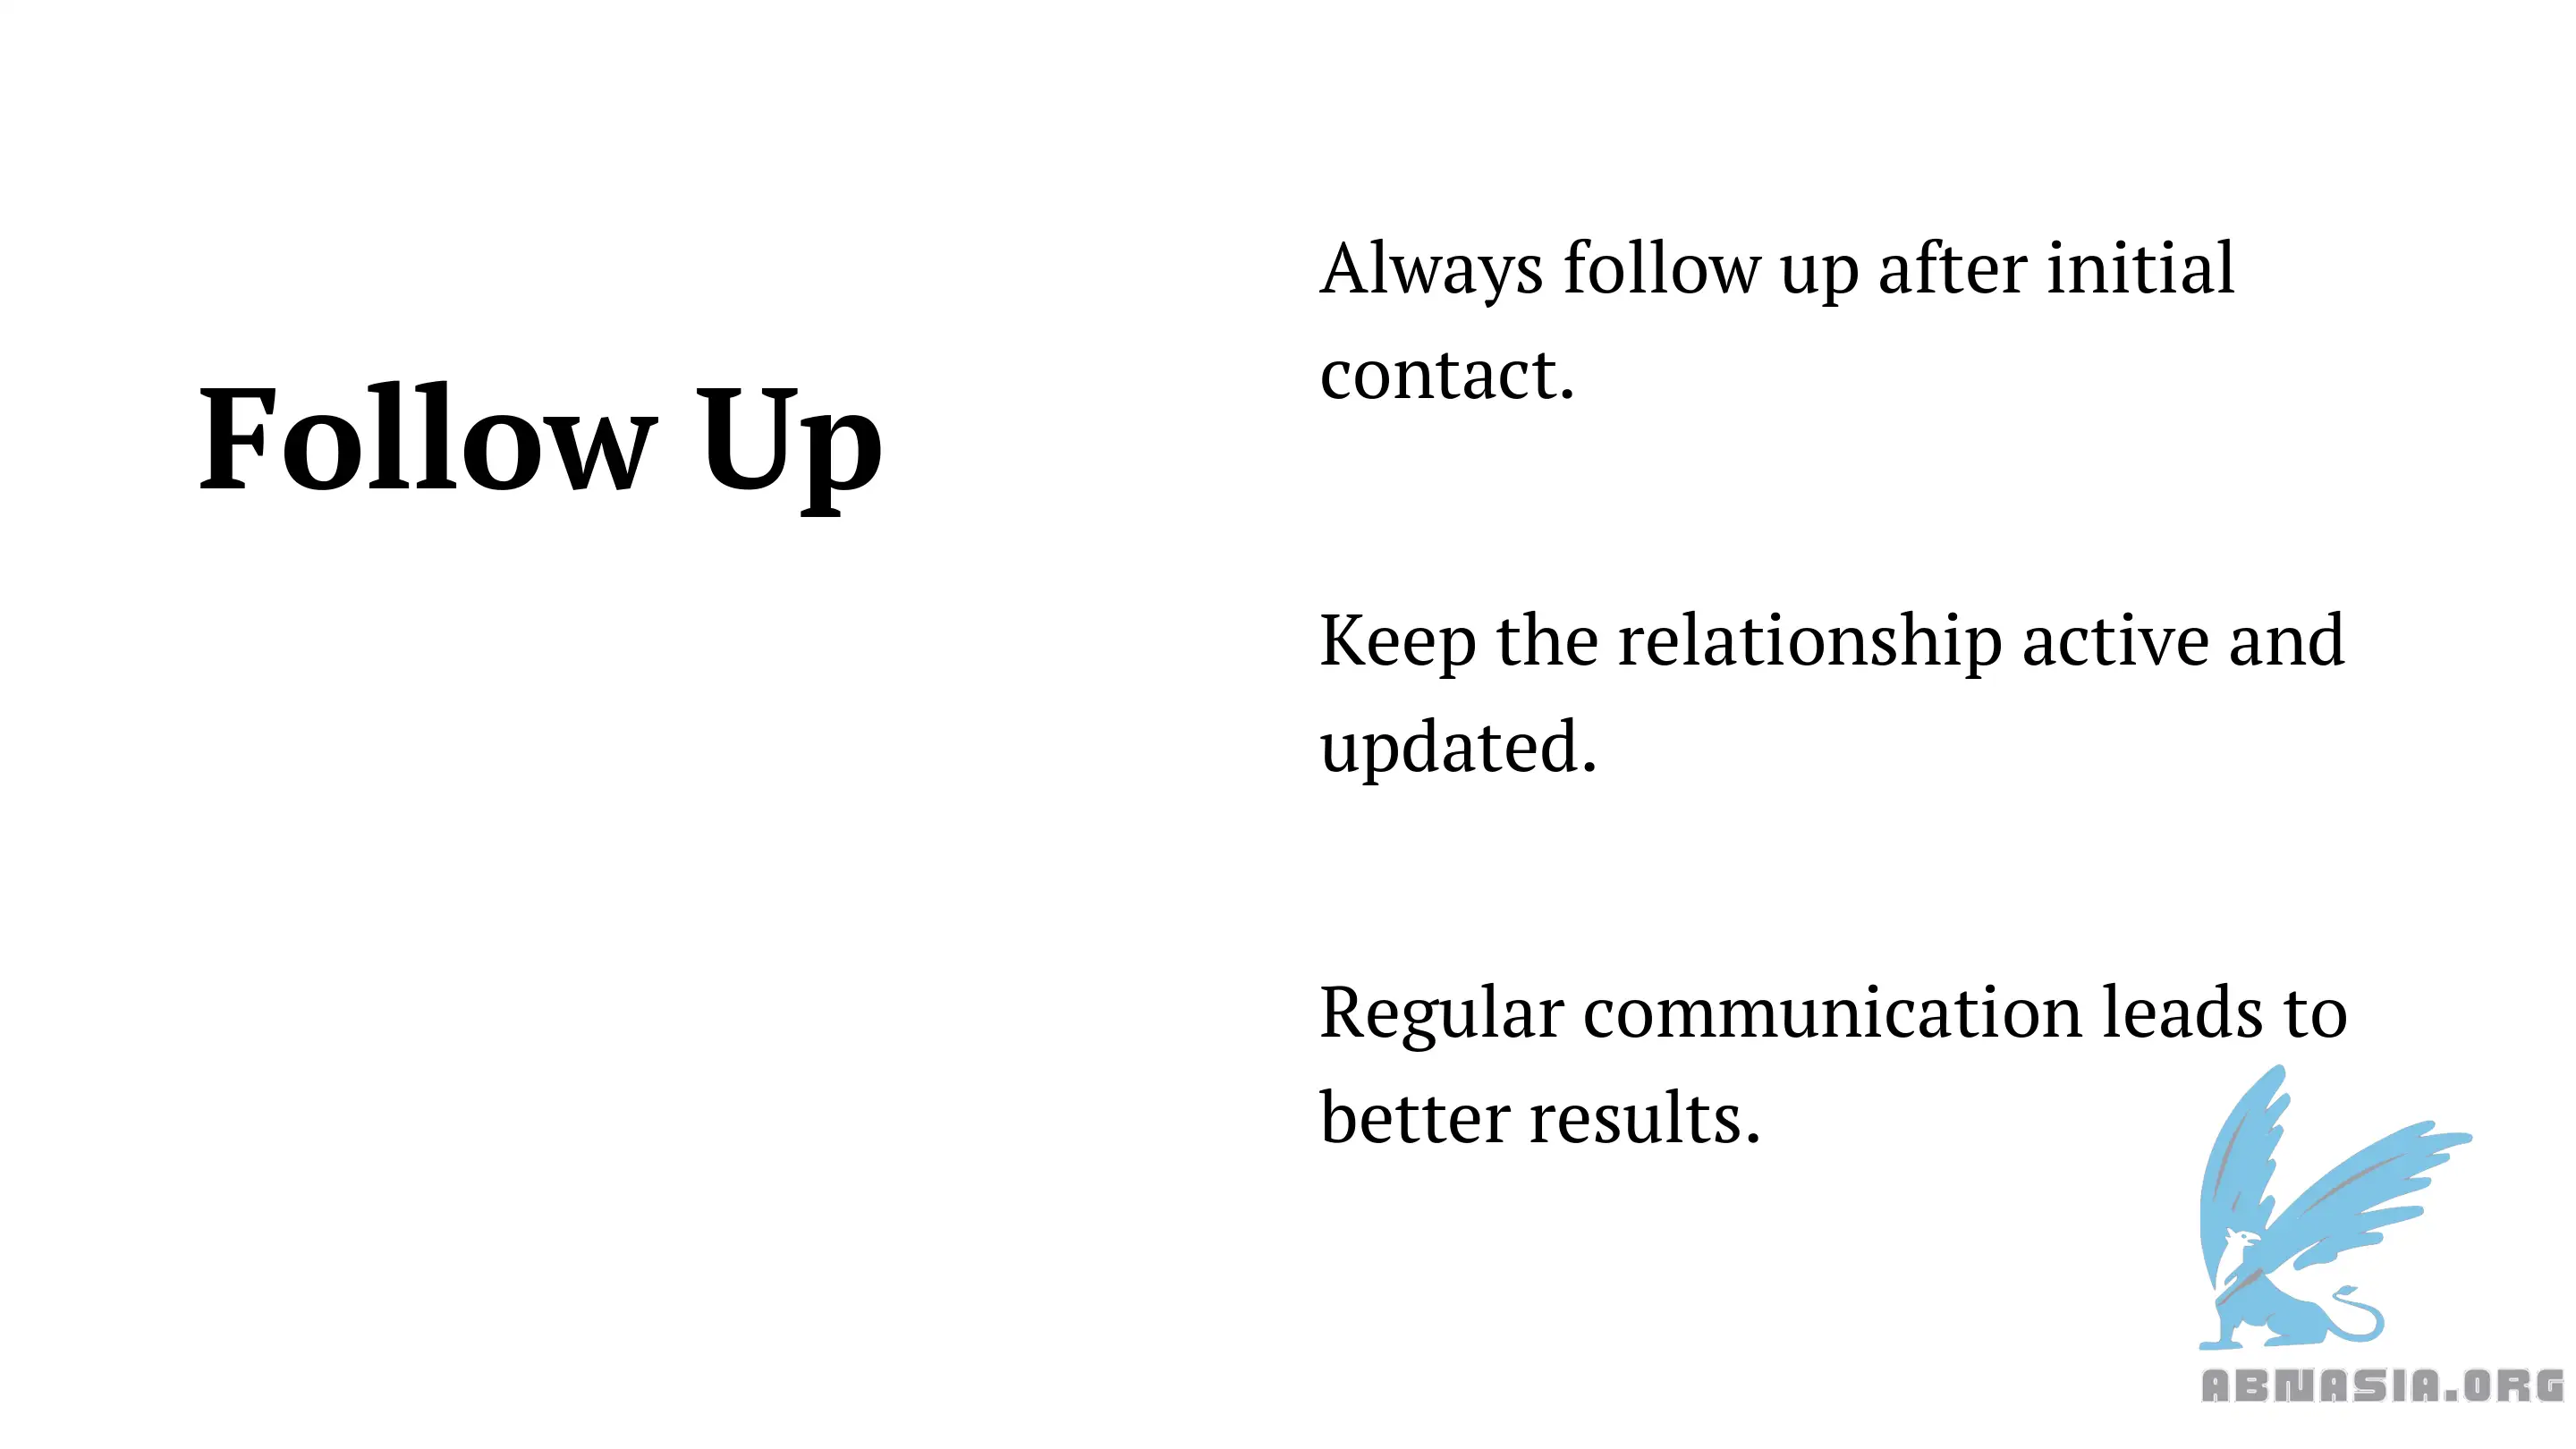 Follow Up
Always follow up after initial
contact.
Keep the relationship active and
updated.
Regular communication leads to
better results.
ABNASIA.ORG